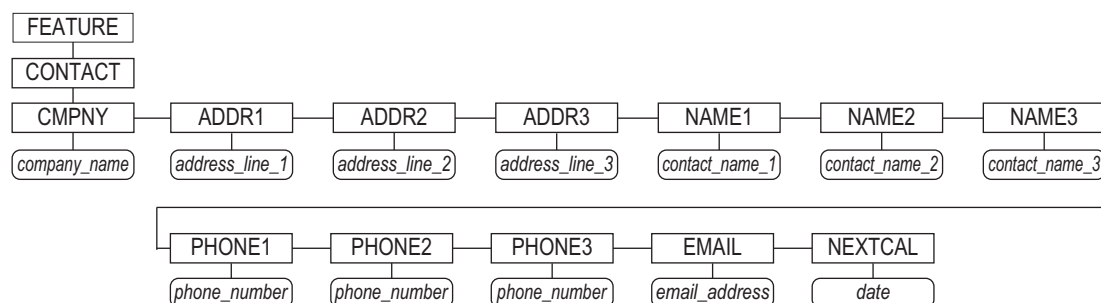 FEATURE
CONTACT
CMPNY ADDR1 ADDR2 ADDR3 NAME1 NAME2 NAME3
company_name address_line_1 address_line_2 address_line_3 contact_name_1 contact_name_2 contact_name_3
PHONE1 PHONE2 PHONE3 EMAIL NEXTCAL
phone_number phone_number phone_number email_address date